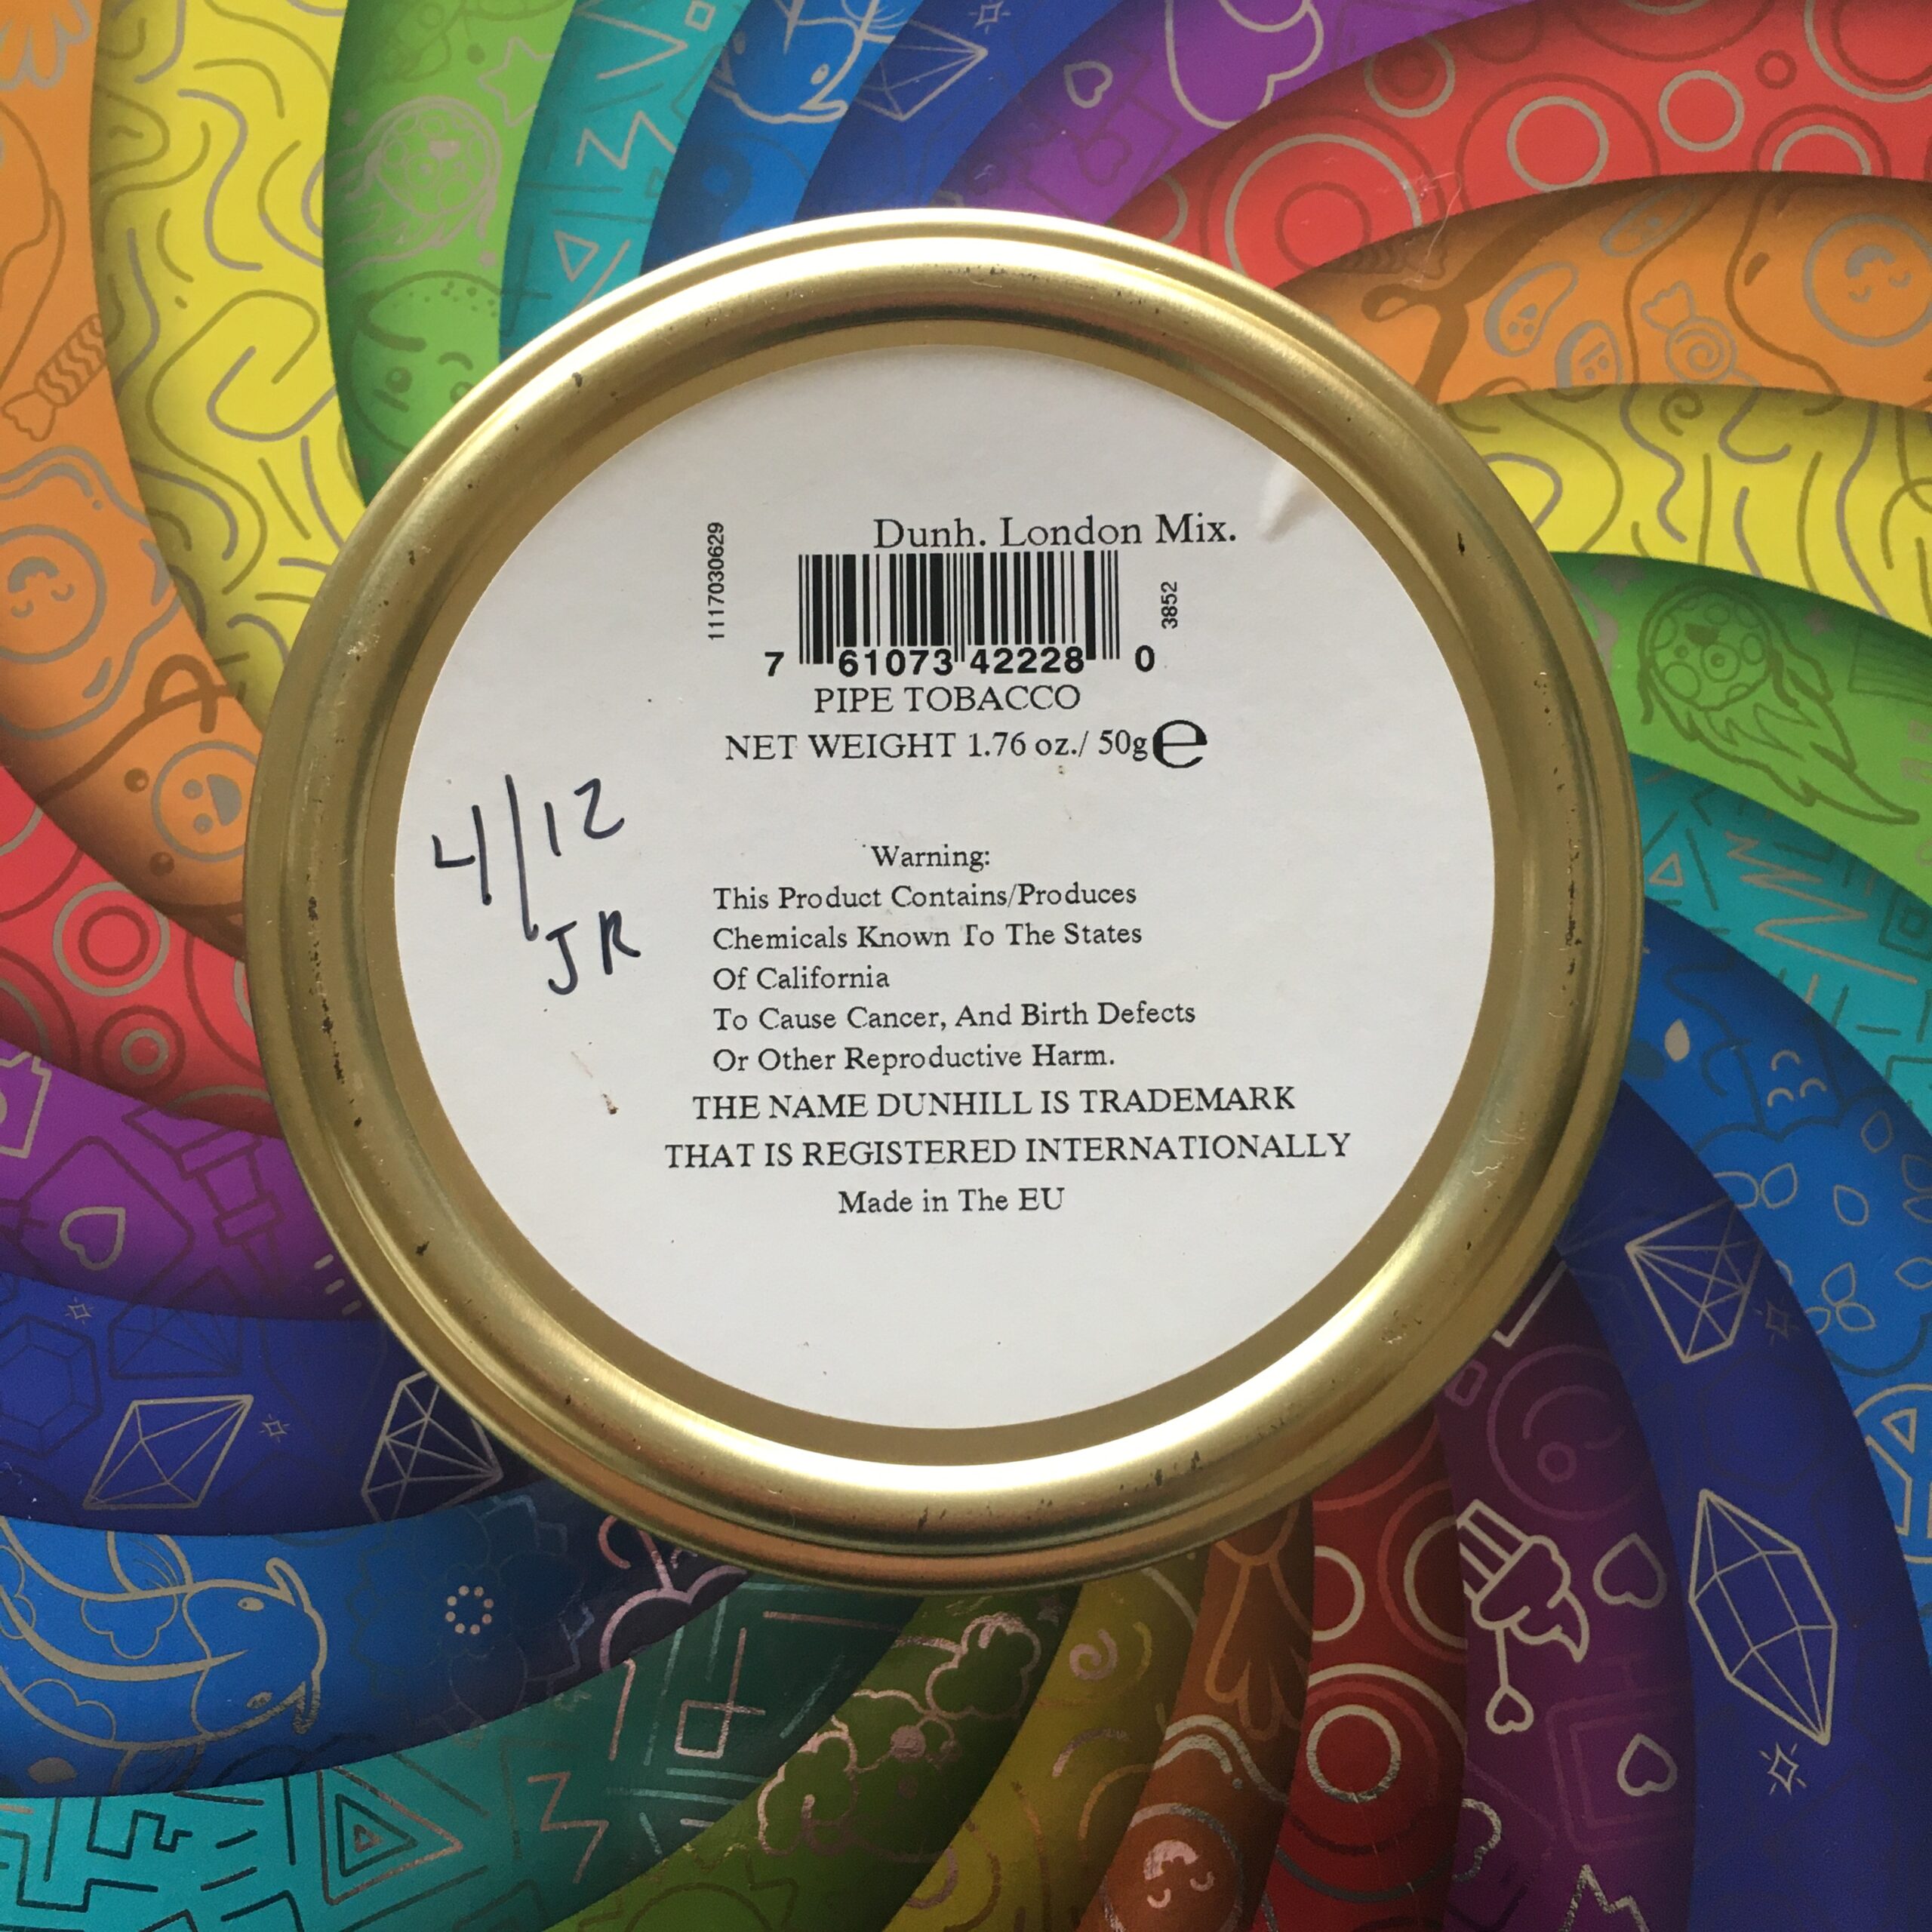 Dunh. London Mix.
1117030629
3852
7 61073 42228 0
PIPE TOBACCO
NET WEIGHT 1.76 oz./ 50g e
4/12
JR
Warning:
This Product Contains/Produces
Chemicals Known To The States
Of California
To Cause Cancer, And Birth Defects
Or Other Reproductive Harm.
THE NAME DUNHILL IS TRADEMARK
THAT IS REGISTERED INTERNATIONALLY
Made in The EU